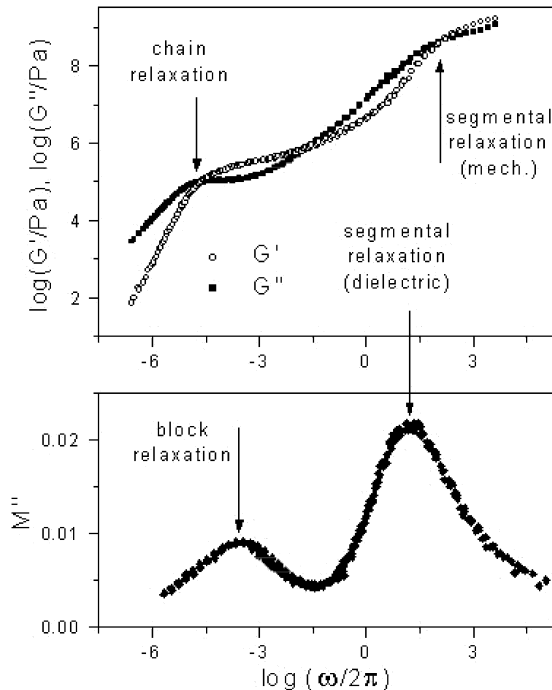 log(G'/Pa), log(G''/Pa)
8
6
4
2
chain
relaxation
segmental
relaxation
(mech.)
segmental
relaxation
(dielectric)
G'
G''
-6
-3
0
3
M''
0.02
0.01
0.00
block
relaxation
-6
-3
0
3
log (ω/2π)